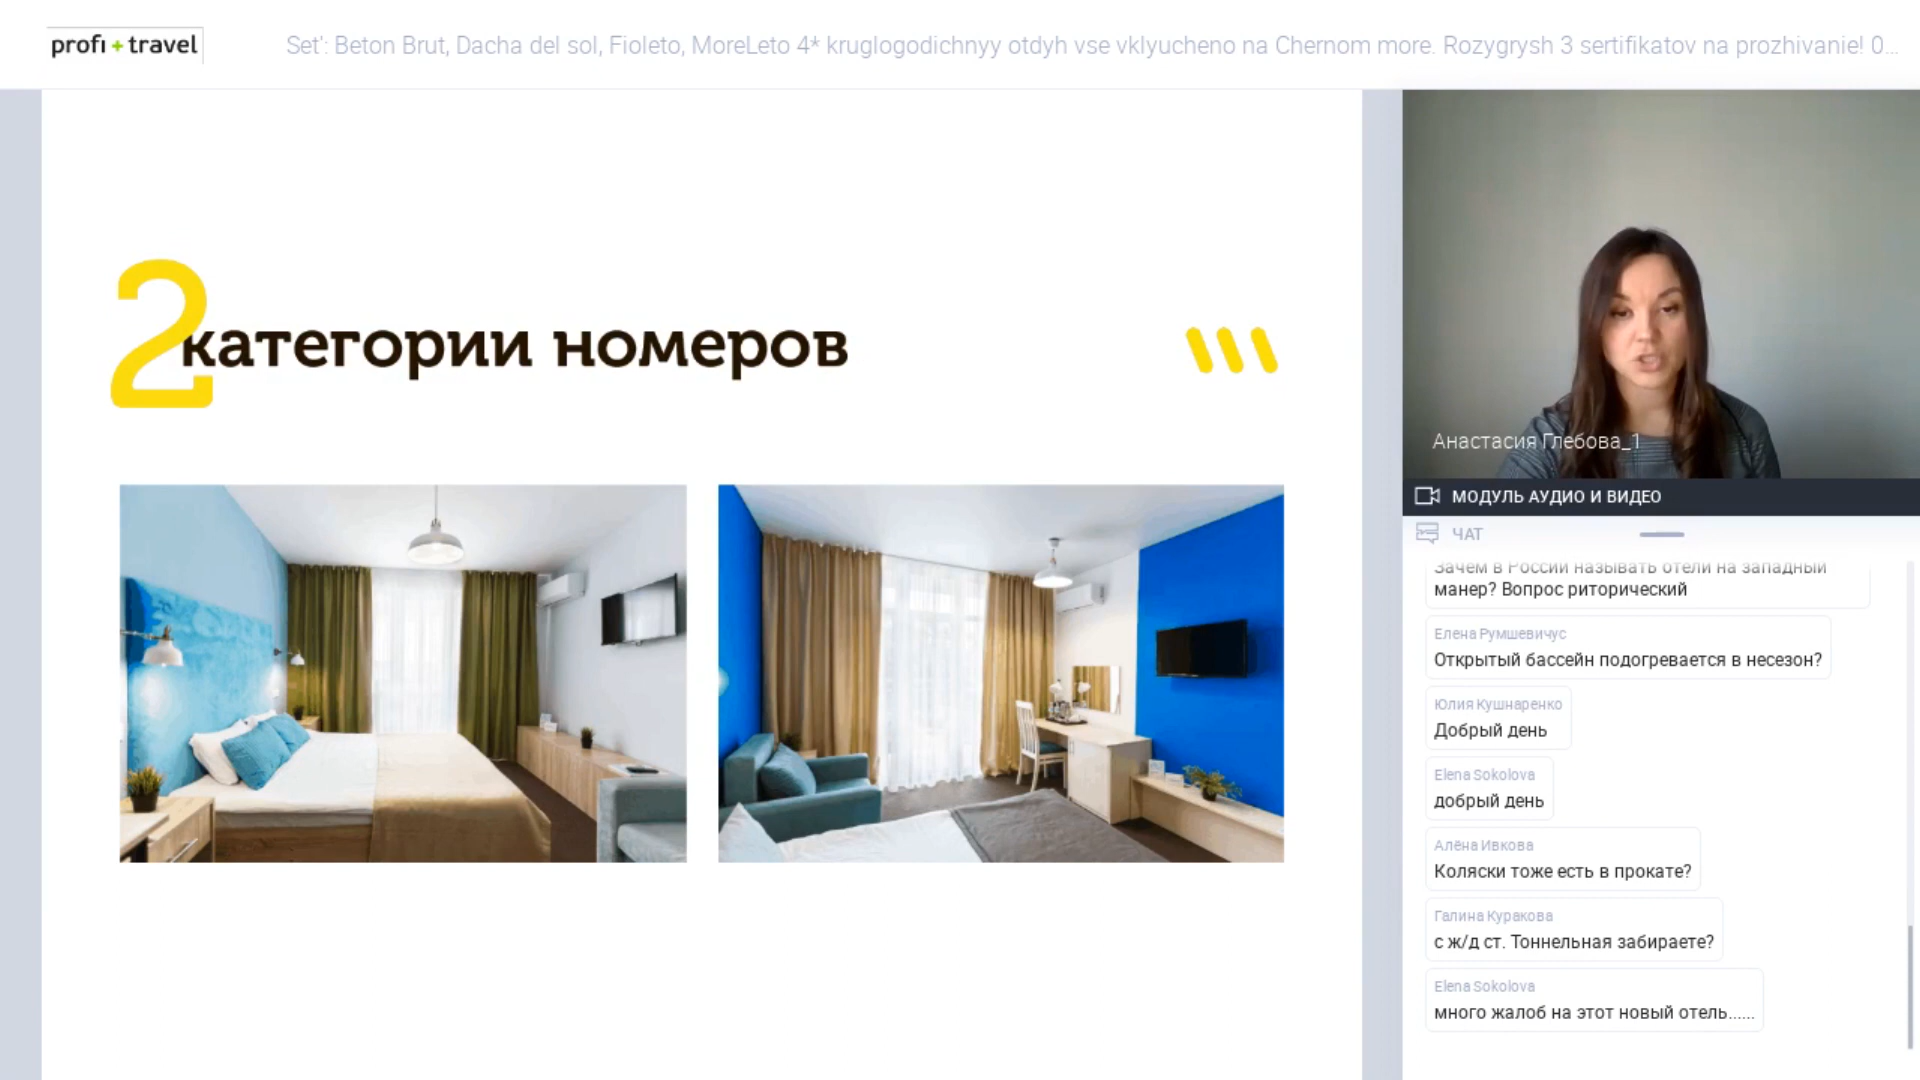 profi + travel
Set': Beton Brut, Dacha del sol, Fioleto, MoreLeto 4* kruglogodichnyy otdyh vse vklyucheno na Chernom more. Rozygrysh 3 sertifikatov na prozhivanie! 0...
2
категории номеров
Анастасия Глебова_1
МОДУЛЬ АУДИО И ВИДЕО
ЧАТ
Зачем в России называть отели на западный
манер? Вопрос риторический
Елена Румшевичус
Открытый бассейн подогревается в несезон?
Юлия Кушнаренко
Добрый день
Elena Sokolova
добрый день
Алёна Ивкова
Коляски тоже есть в прокате?
Галина Куракова
с ж/д ст. Тоннельная забираете?
Elena Sokolova
много жалоб на этот новый отель......